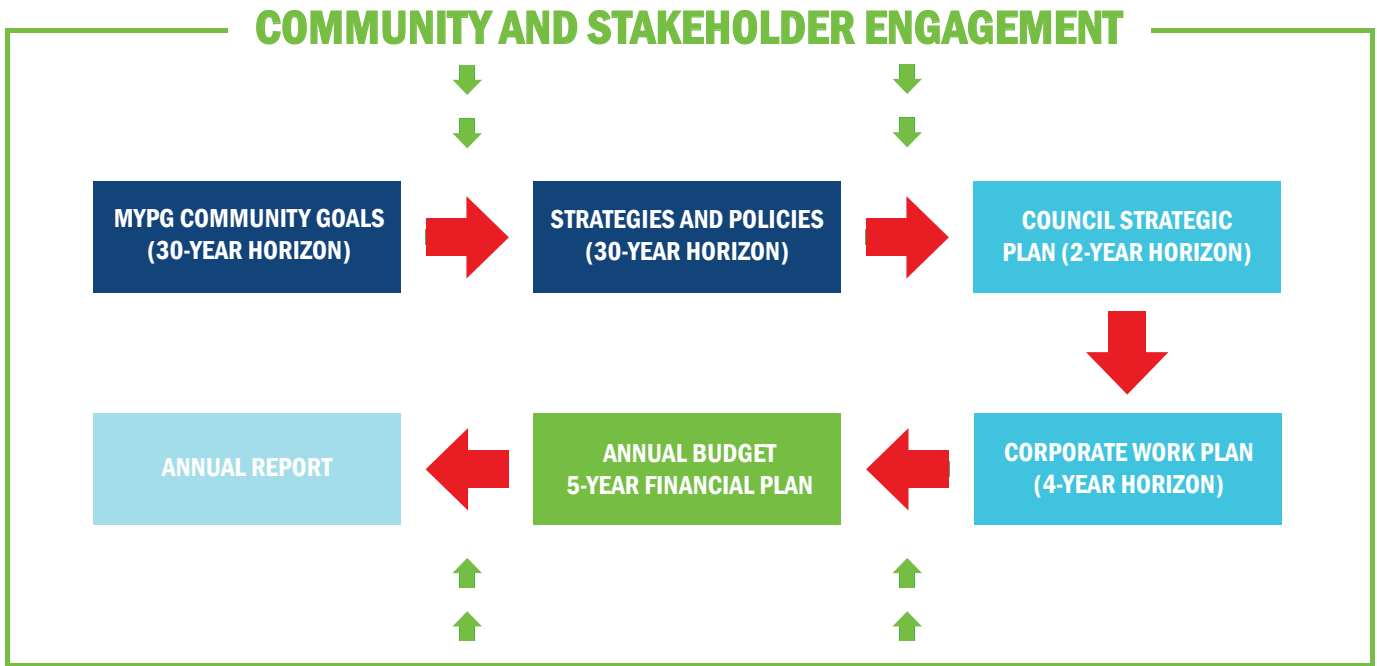 COMMUNITY AND STAKEHOLDER ENGAGEMENT
MYPG COMMUNITY GOALS
(30-YEAR HORIZON)
STRATEGIES AND POLICIES
(30-YEAR HORIZON)
COUNCIL STRATEGIC
PLAN (2-YEAR HORIZON)
CORPORATE WORK PLAN
(4-YEAR HORIZON)
ANNUAL BUDGET
5-YEAR FINANCIAL PLAN
ANNUAL REPORT